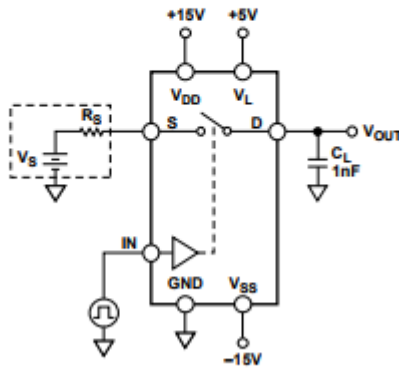 +15V +5V
VDD VL
RS
S D VOUT
VS
CL
1nF
IN
GND VSS
–15V